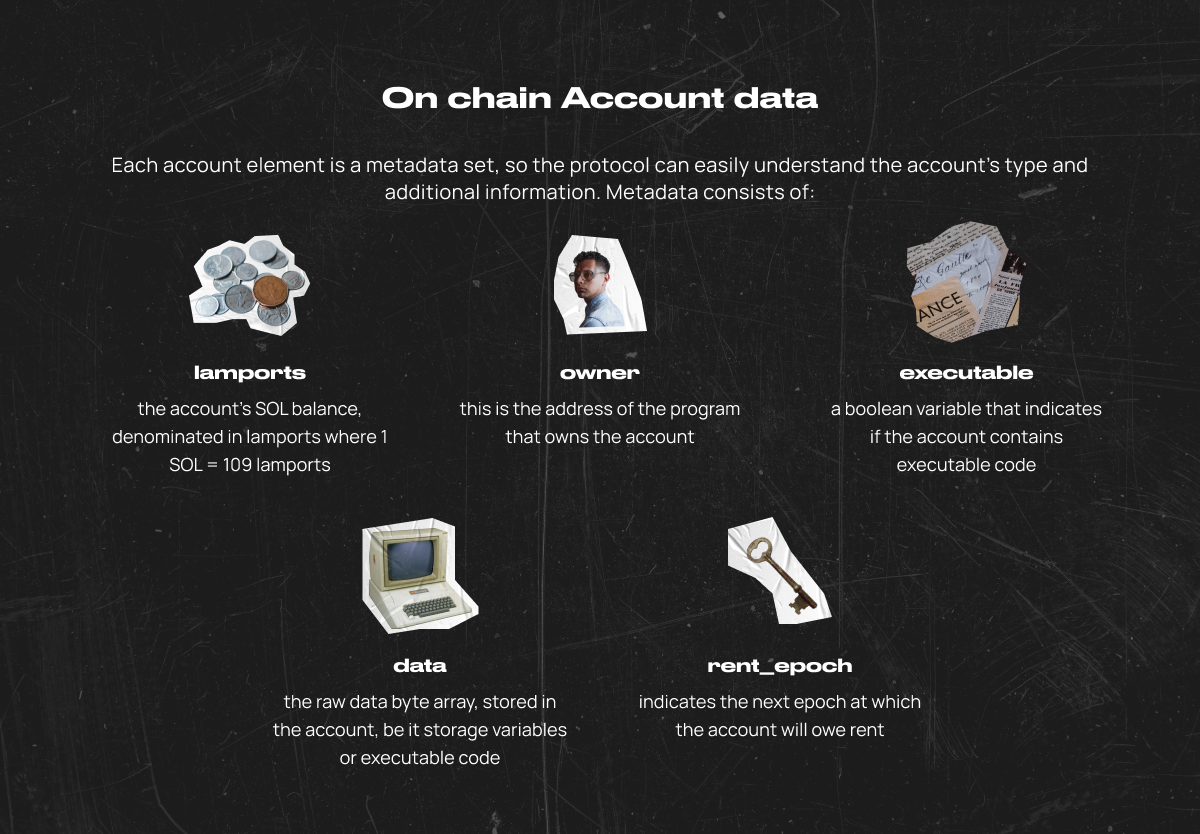 On chain Account data
Each account element is a metadata set, so the protocol can easily understand the account's type and
additional information. Metadata consists of:
De Gaulle
ANCE
LA FR
lamports
owner
executable
the account's SOL balance,
denominated in lamports where 1
SOL = 109 lamports
this is the address of the program
that owns the account
a boolean variable that indicates
if the account contains
executable code
data
rent_epoch
the raw data byte array, stored in
the account, be it storage variables
or executable code
indicates the next epoch at which
the account will owe rent